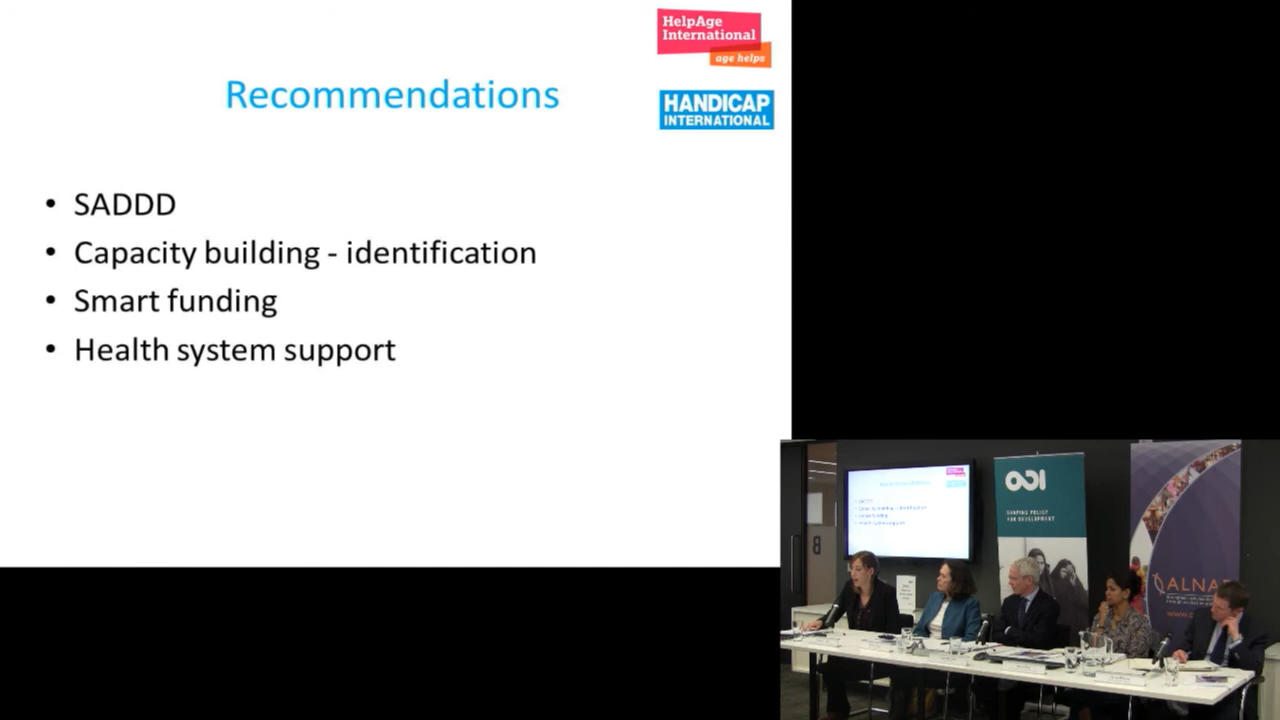 HelpAge
International
age helps
HANDICAP
INTERNATIONAL
Recommendations
• SADDD
• Capacity building - identification
• Smart funding
• Health system support
ODI
SHAPING POLICY
FOR DEVELOPMENT
B
ALNA